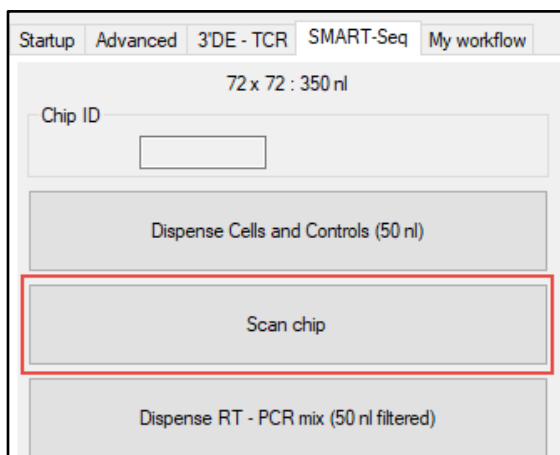 Startup Advanced 3'DE - TCR SMART-Seq My workflow
72 x 72 : 350 nl
Chip ID
Dispense Cells and Controls (50 nl)
Scan chip
Dispense RT - PCR mix (50 nl filtered)